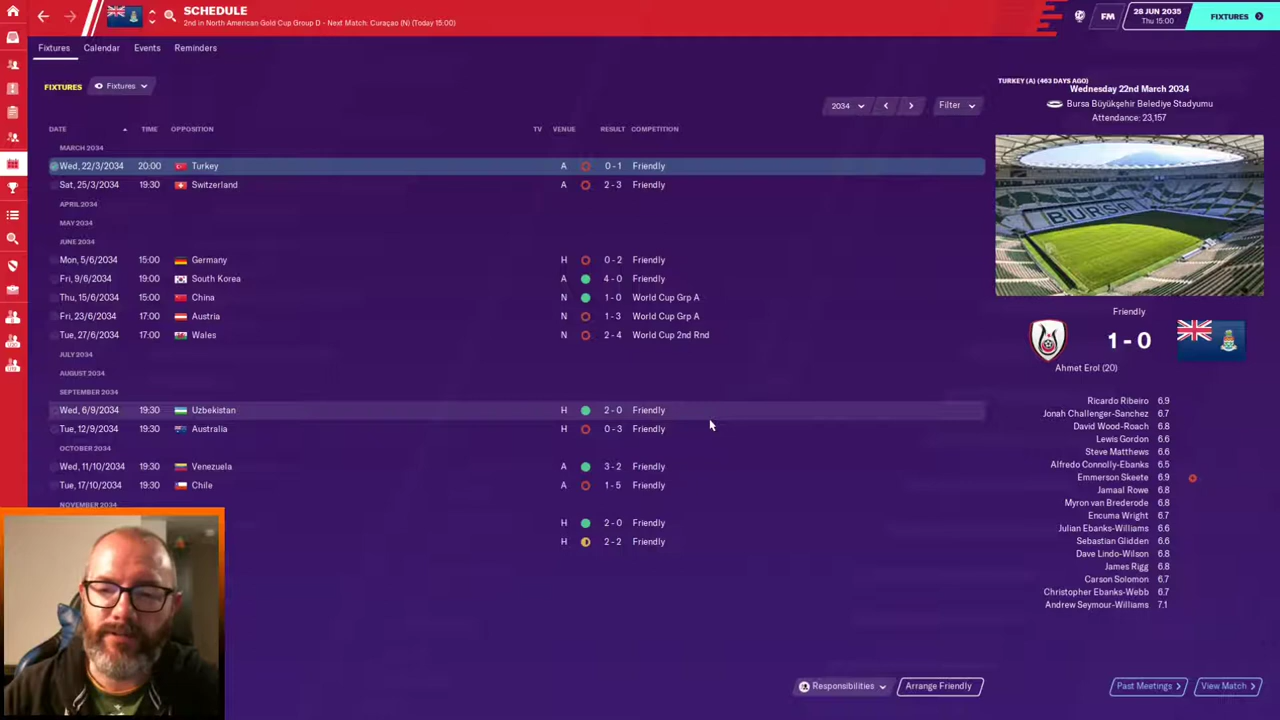 SCHEDULE
2nd in North American Gold Cup Group D - Next Match: Curaçao (N) (Today 15:00)
FM
28 JUN 2035
Thu 15:00
FIXTURES
Fixtures Calendar Events Reminders
FIXTURES Fixtures
2034 Filter
DATE TIME OPPOSITION TV VENUE RESULT COMPETITION
MARCH 2034
Wed, 22/3/2034 20:00 Turkey A 0 - 1 Friendly
Sat, 25/3/2034 19:30 Switzerland A 2 - 3 Friendly
APRIL 2034
MAY 2034
JUNE 2034
Mon, 5/6/2034 15:00 Germany H 0 - 2 Friendly
Fri, 9/6/2034 19:00 South Korea A 4 - 0 Friendly
Thu, 15/6/2034 15:00 China N 1 - 0 World Cup Grp A
Fri, 23/6/2034 17:00 Austria N 1 - 3 World Cup Grp A
Tue, 27/6/2034 17:00 Wales N 2 - 4 World Cup 2nd Rnd
JULY 2034
AUGUST 2034
SEPTEMBER 2034
Wed, 6/9/2034 19:30 Uzbekistan H 2 - 0 Friendly
Tue, 12/9/2034 19:30 Australia H 0 - 3 Friendly
OCTOBER 2034
Wed, 11/10/2034 19:30 Venezuela A 3 - 2 Friendly
Tue, 17/10/2034 19:30 Chile A 1 - 5 Friendly
NOVEMBER 2034
H 2 - 0 Friendly
H 2 - 2 Friendly
TURKEY (A) (463 DAYS AGO)
Wednesday 22nd March 2034
Bursa Büyükşehir Belediye Stadyumu
Attendance: 23,157
BURSA
Friendly
1 - 0
Ahmet Erol (20)
Ricardo Ribeiro 6.9
Jonah Challenger-Sanchez 6.7
David Wood-Roach 6.8
Lewis Gordon 6.6
Steve Matthews 6.6
Alfredo Connolly-Ebanks 6.5
Emmerson Skeete 6.9
Jamaal Rowe 6.8
Myron van Brederode 6.8
Encuma Wright 6.7
Julian Ebanks-Williams 6.6
Sebastian Glidden 6.6
Dave Lindo-Wilson 6.8
James Rigg 6.8
Carson Solomon 6.7
Christopher Ebanks-Webb 6.7
Andrew Seymour-Williams 7.1
Responsibilities Arrange Friendly Past Meetings View Match